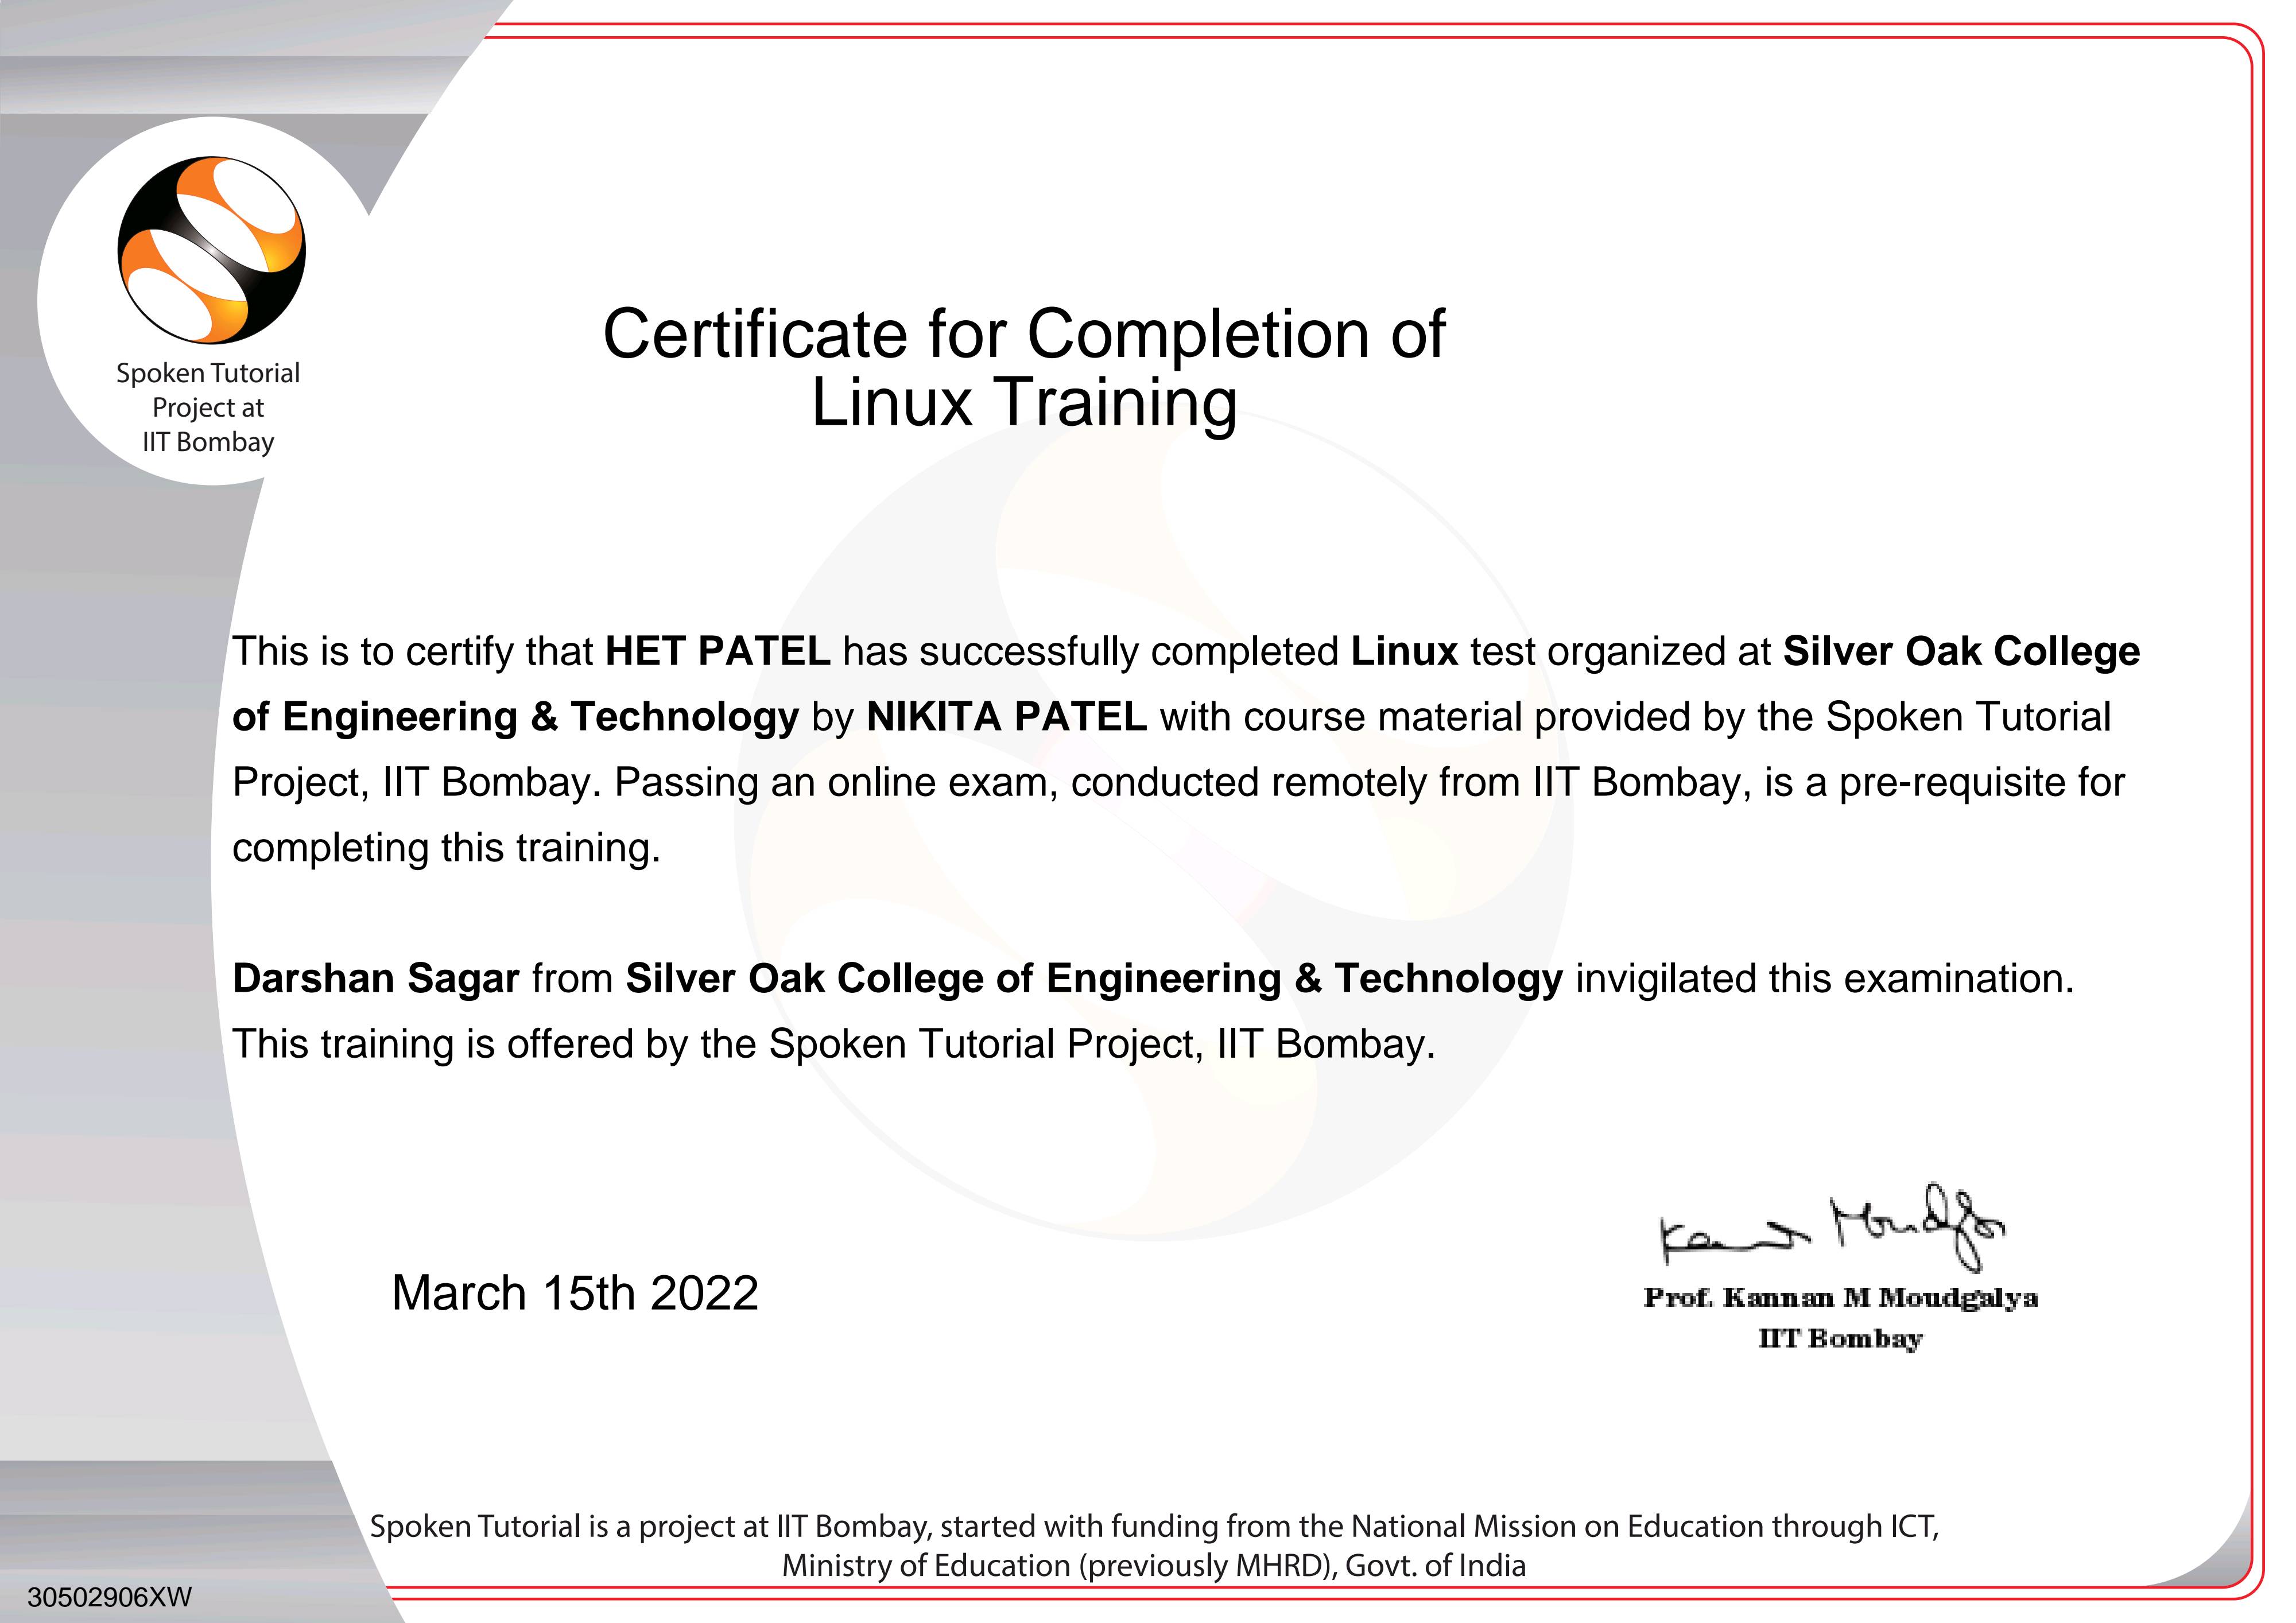 Spoken Tutorial
Project at
IIT Bombay
Certificate for Completion of
Linux Training
This is to certify that HET PATEL has successfully completed Linux test organized at Silver Oak College
of Engineering & Technology by NIKITA PATEL with course material provided by the Spoken Tutorial
Project, IIT Bombay. Passing an online exam, conducted remotely from IIT Bombay, is a pre-requisite for
completing this training.
Darshan Sagar from Silver Oak College of Engineering & Technology invigilated this examination.
This training is offered by the Spoken Tutorial Project, IIT Bombay.
March 15th 2022
Prof. Kannan M Moudgalya
IIT Bombay
Spoken Tutorial is a project at IIT Bombay, started with funding from the National Mission on Education through ICT,
Ministry of Education (previously MHRD), Govt. of India
30502906XW